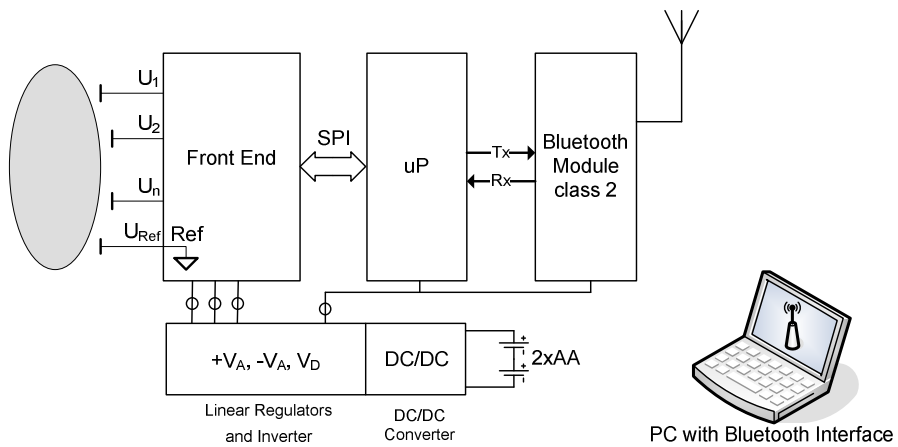 U1
U2
Un
URef Ref
Front End
SPI
uP
Tx
Rx
Bluetooth
Module
class 2
+VA, -VA, VD
DC/DC
+
-
+
-
2xAA
Linear Regulators
and Inverter
DC/DC
Converter
PC with Bluetooth Interface